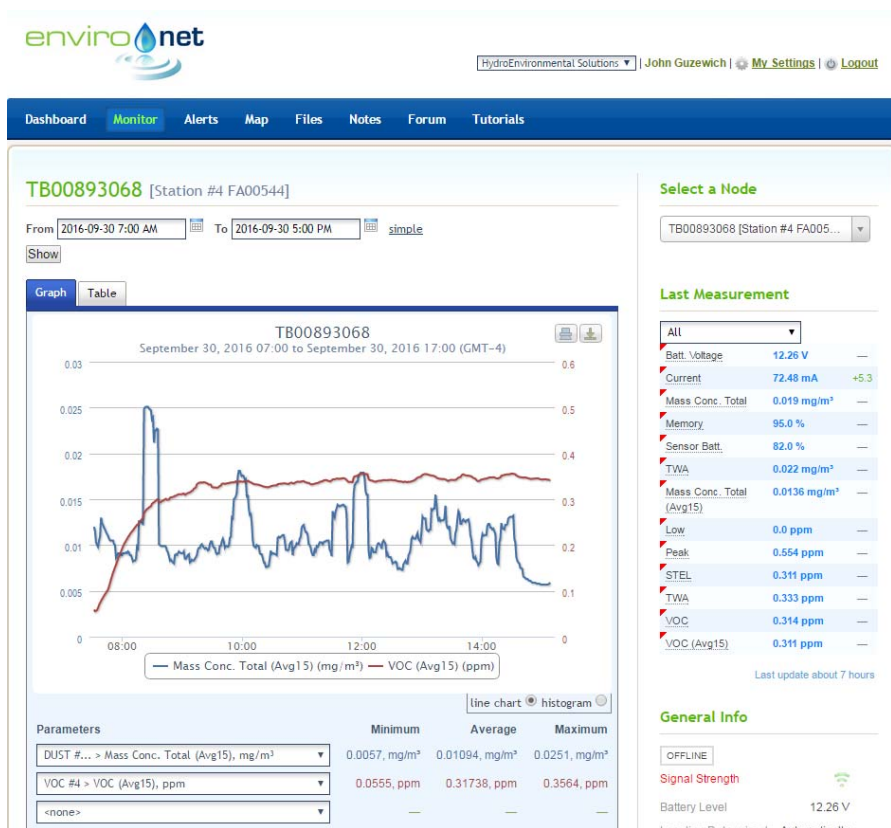 enviro net
HydroEnvironmental Solutions ▼ | John Guzewich | My Settings | Logout
Dashboard Monitor Alerts Map Files Notes Forum Tutorials
TB00893068 [Station #4 FA00544]
From 2016-09-30 7:00 AM To 2016-09-30 5:00 PM simple
Show
Graph Table
TB00893068
September 30, 2016 07:00 to September 30, 2016 17:00 (GMT-4)
0.03 0.6
0.025 0.5
0.02 0.4
0.015 0.3
0.01 0.2
0.005 0.1
0 0
08:00 10:00 12:00 14:00
— Mass Conc. Total (Avg15) (mg/m³) — VOC (Avg15) (ppm)
line chart histogram
Parameters Minimum Average Maximum
DUST #... > Mass Conc. Total (Avg15), mg/m³ ▼ 0.0057, mg/m³ 0.01094, mg/m³ 0.0251, mg/m³
VOC #4 > VOC (Avg15), ppm ▼ 0.0555, ppm 0.31738, ppm 0.3564, ppm
<none> ▼ — — —
Select a Node
TB00893068 [Station #4 FA005... ▼
Last Measurement
All ▼
Batt. Voltage 12.26 V —
Current 72.48 mA +5.3
Mass Conc. Total 0.019 mg/m³ —
Memory 95.0 % —
Sensor Batt. 82.0 % —
TWA 0.022 mg/m³ —
Mass Conc. Total 0.0136 mg/m³ —
(Avg15)
Low 0.0 ppm —
Peak 0.554 ppm —
STEL 0.311 ppm —
TWA 0.333 ppm —
VOC 0.314 ppm —
VOC (Avg15) 0.311 ppm —
Last update about 7 hours
General Info
OFFLINE
Signal Strength
Battery Level 12.26 V